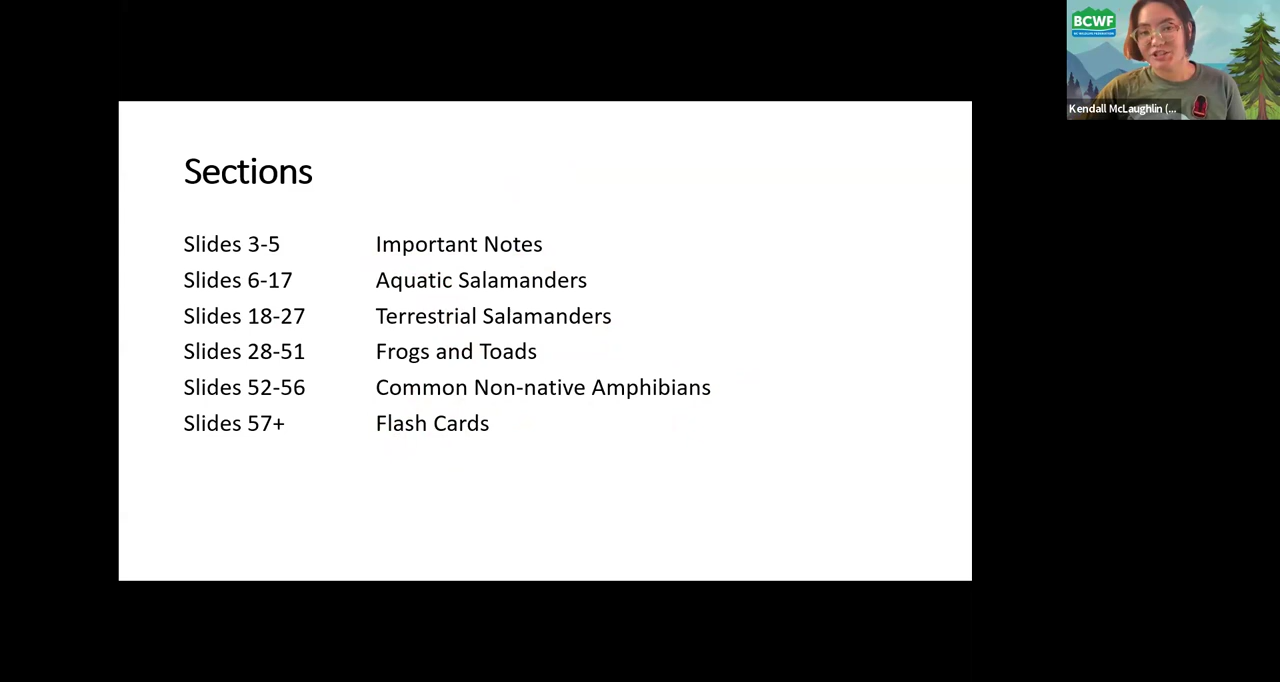 BCWF
Kendall McLaughlin (...
Sections
Slides 3-5 Important Notes
Slides 6-17 Aquatic Salamanders
Slides 18-27 Terrestrial Salamanders
Slides 28-51 Frogs and Toads
Slides 52-56 Common Non-native Amphibians
Slides 57+ Flash Cards